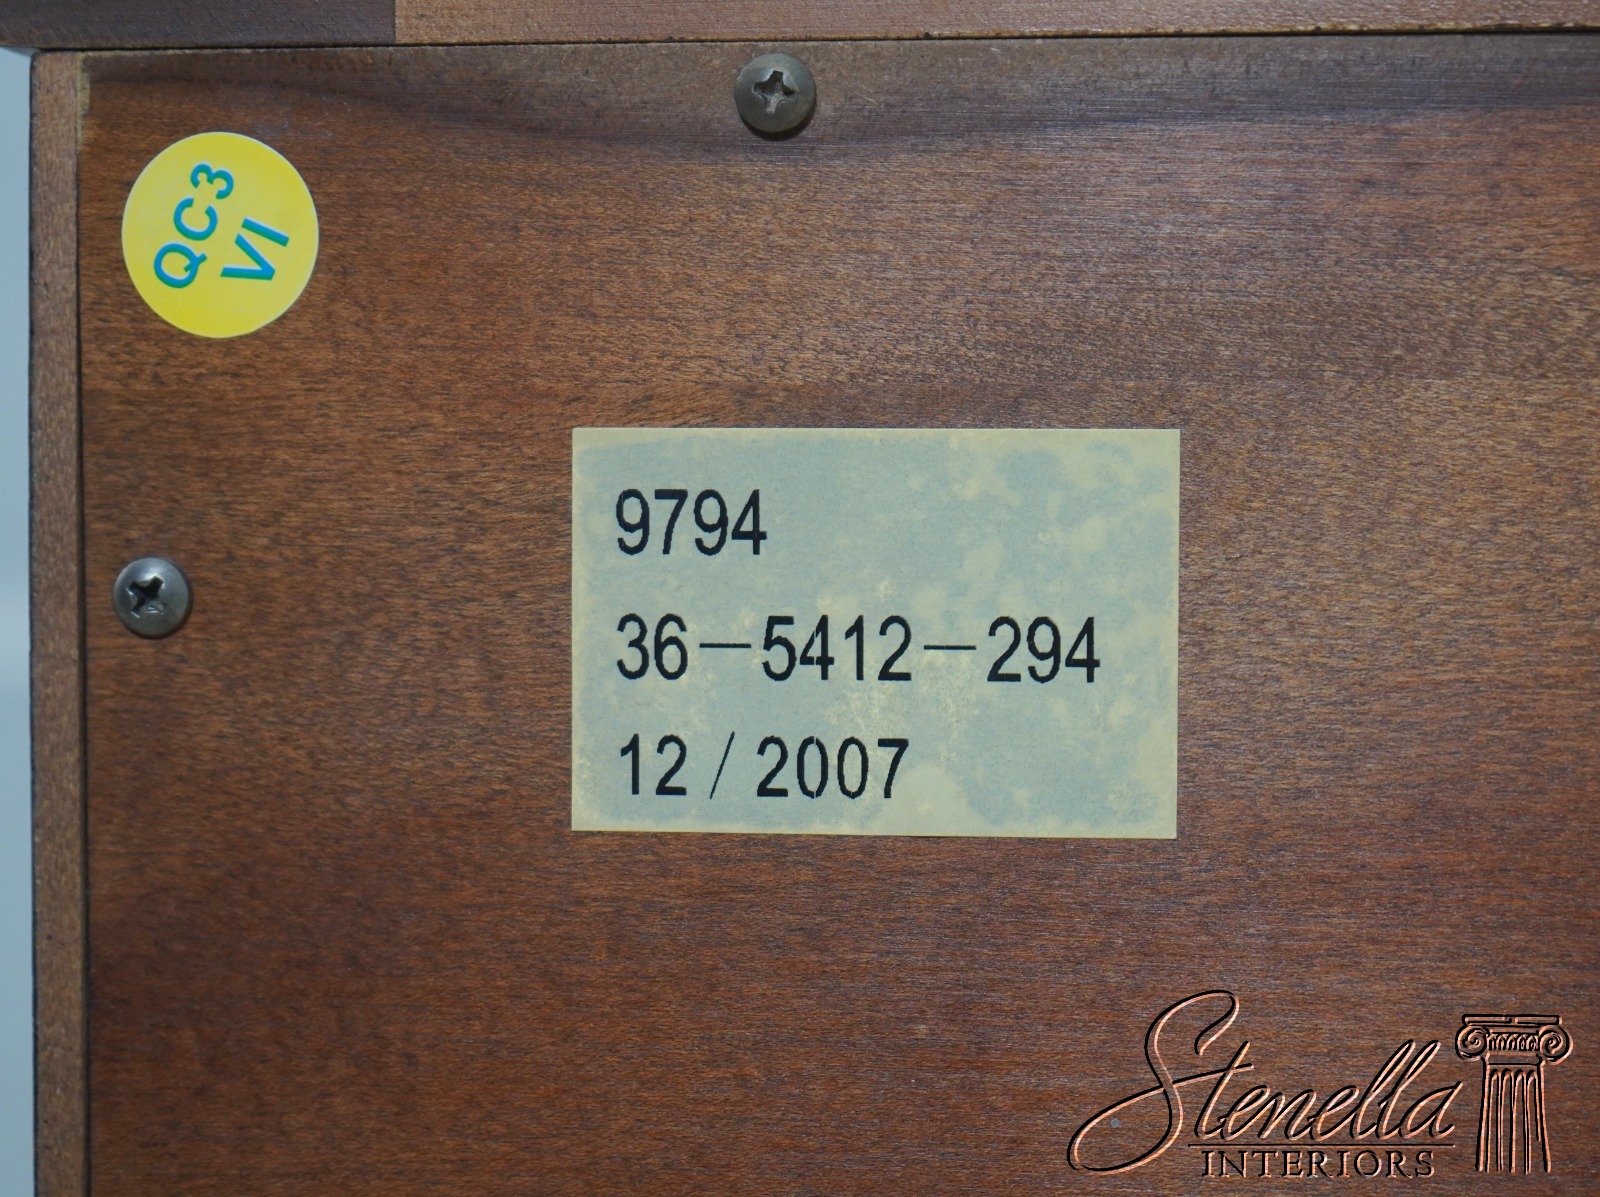 QC3
VI
9794
36-5412-294
12 / 2007
Stenella
INTERIORS